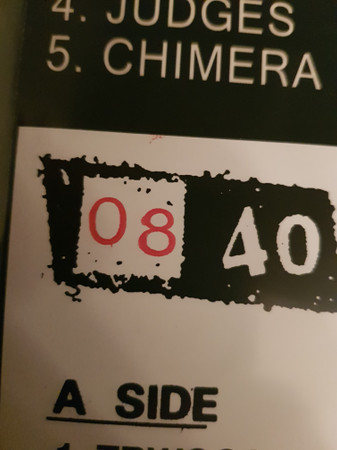 4. JUDGES
5. CHIMERA
08 40
A SIDE